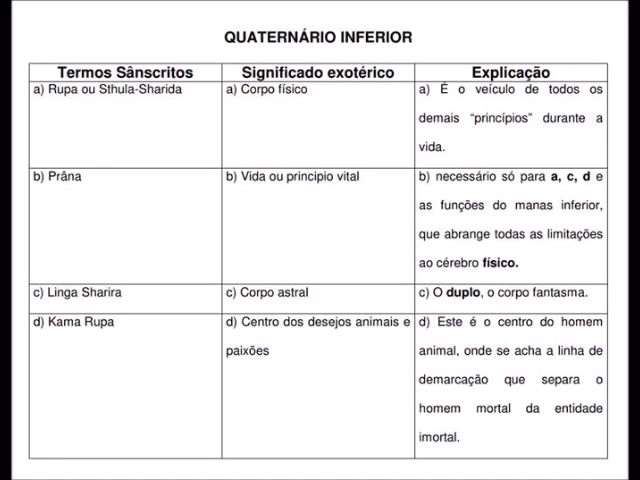 QUATERNÁRIO INFERIOR
Termos Sânscritos Significado exotérico Explicação
a) Rupa ou Sthula-Sharida a) Corpo físico a) É o veículo de todos os
demais “princípios” durante a
vida.
b) Prâna b) Vida ou principio vital b) necessário só para a, c, d e
as funções do manas inferior,
que abrange todas as limitações
ao cérebro físico.
c) Linga Sharira c) Corpo astral c) O duplo, o corpo fantasma.
d) Kama Rupa d) Centro dos desejos animais e d) Este é o centro do homem
paixões animal, onde se acha a linha de
demarcação que separa o
homem mortal da entidade
imortal.